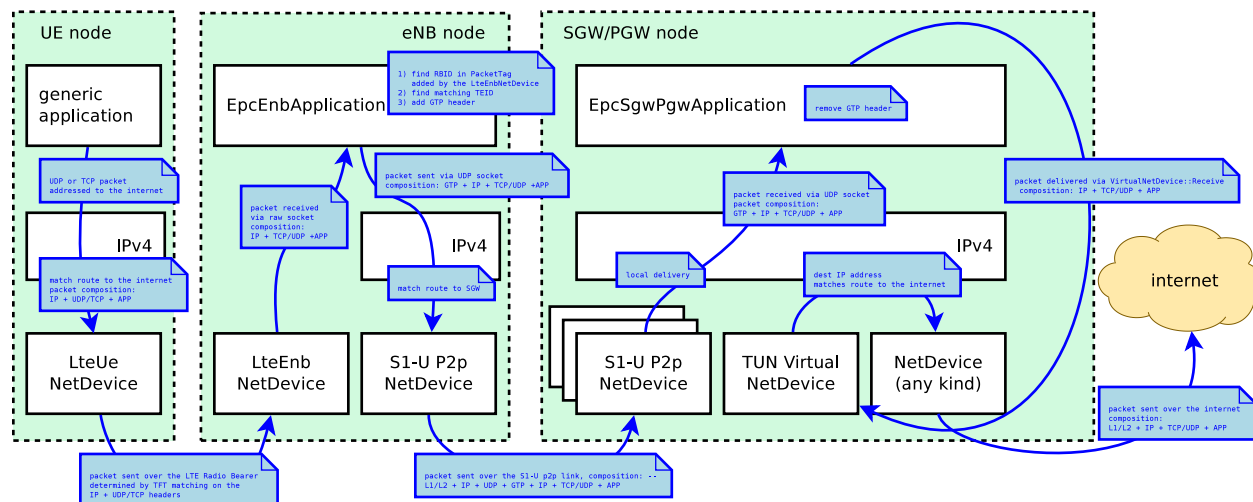 UE node
generic
application
UDP or TCP packet
addressed to the internet
IPv4
match route to the internet
packet composition:
IP + UDP/TCP + APP
LteUe
NetDevice
packet sent over the LTE Radio Bearer
determined by TFT matching on the
IP + UDP/TCP headers
eNB node
EpcEnbApplication
1) find RBID in PacketTag
added by the LteEnbNetDevice
2) find matching TEID
3) add GTP header
packet sent via UDP socket
composition: GTP + IP + TCP/UDP +APP
packet received
via raw socket
composition:
IP + TCP/UDP +APP
IPv4
match route to SGW
LteEnb
NetDevice
S1-U P2p
NetDevice
packet sent over the S1-U p2p link, composition: --
L1/L2 + IP + UDP + GTP + IP + TCP/UDP + APP
SGW/PGW node
EpcSgwPgwApplication
remove GTP header
packet received via UDP socket
packet composition:
GTP + IP + TCP/UDP + APP
packet delivered via VirtualNetDevice::Receive
composition: IP + TCP/UDP + APP
IPv4
local delivery
dest IP address
matches route to the internet
S1-U P2p
NetDevice
TUN Virtual
NetDevice
NetDevice
(any kind)
internet
packet sent over the internet
composition:
L1/L2 + IP + TCP/UDP + APP